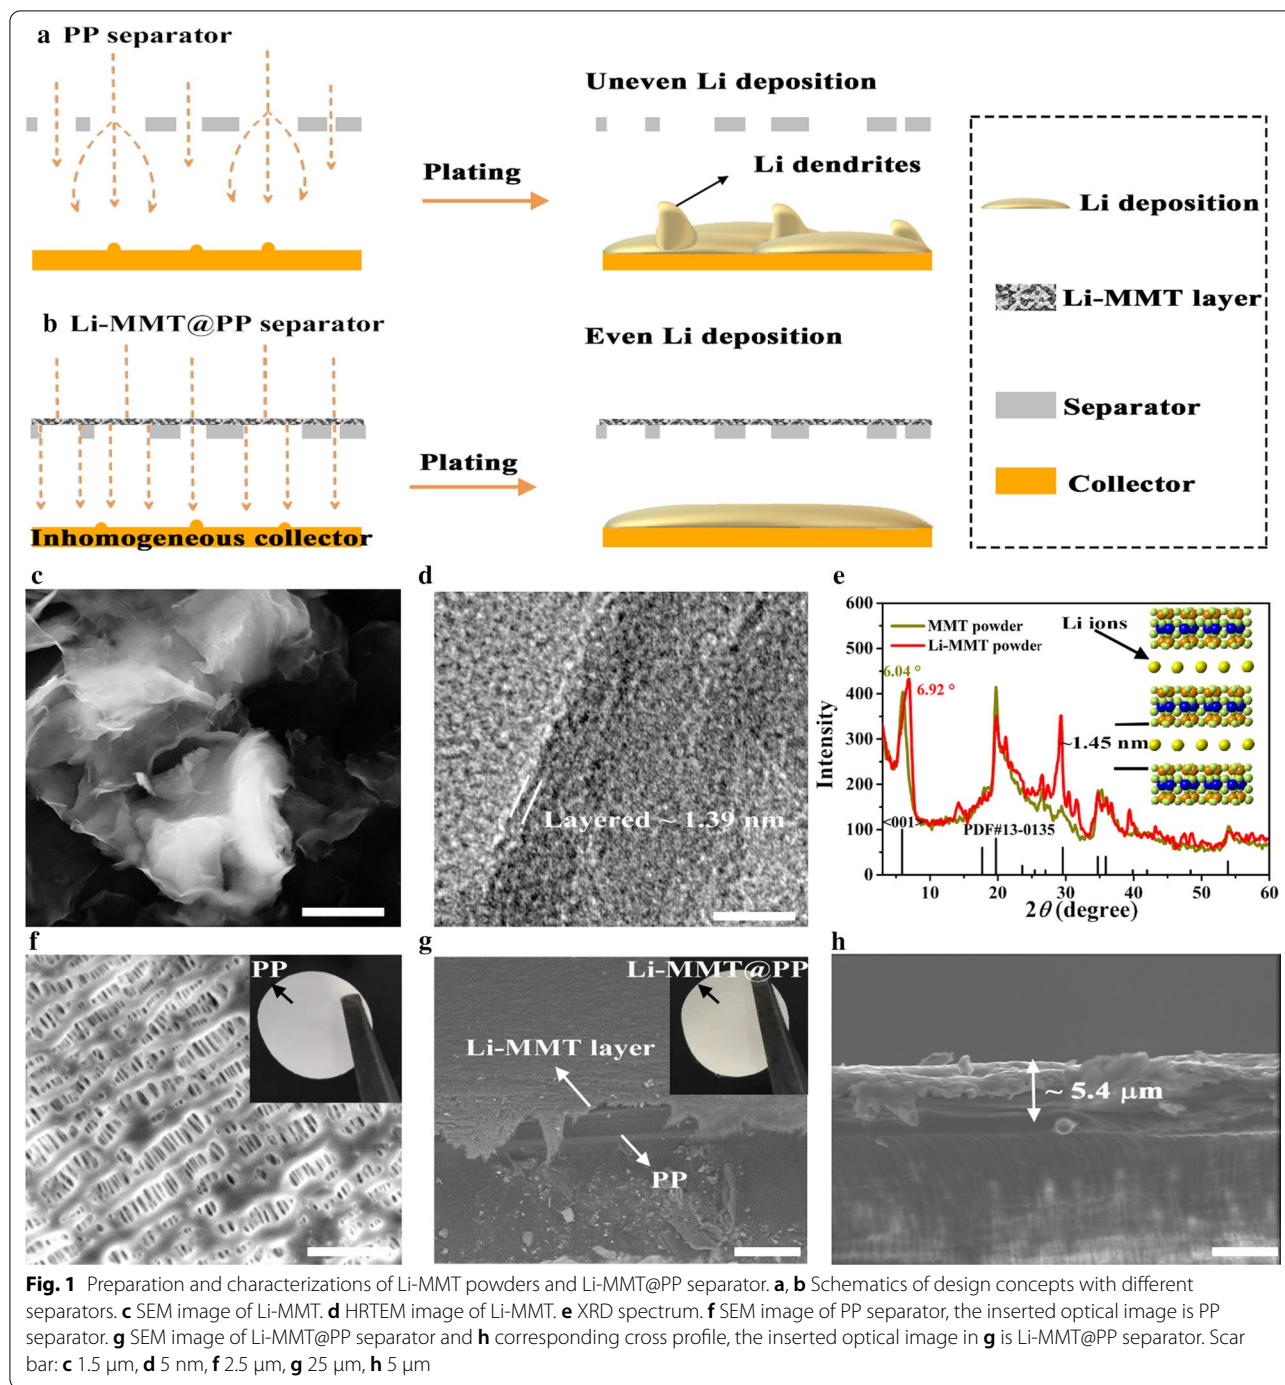 a PP separator
Uneven Li deposition
Plating
Li dendrites
Li deposition
Li-MMT layer
Separator
Collector
b Li-MMT@PP separator
Even Li deposition
Plating
Inhomogeneous collector
c
d
Layered ~ 1.39 nm
e
600
500
400
300
200
100
0
Intensity
MMT powder
Li-MMT powder
6.04 °
6.92 °
Li ions
~1.45 nm
<001>
PDF#13-0135
10 20 30 40 50 60
2θ (degree)
f
PP
g
Li-MMT@PP
Li-MMT layer
PP
h
~ 5.4 μm
Fig. 1 Preparation and characterizations of Li-MMT powders and Li-MMT@PP separator. a, b Schematics of design concepts with different
separators. c SEM image of Li-MMT. d HRTEM image of Li-MMT. e XRD spectrum. f SEM image of PP separator, the inserted optical image is PP
separator. g SEM image of Li-MMT@PP separator and h corresponding cross profile, the inserted optical image in g is Li-MMT@PP separator. Scar
bar: c 1.5 μm, d 5 nm, f 2.5 μm, g 25 μm, h 5 μm